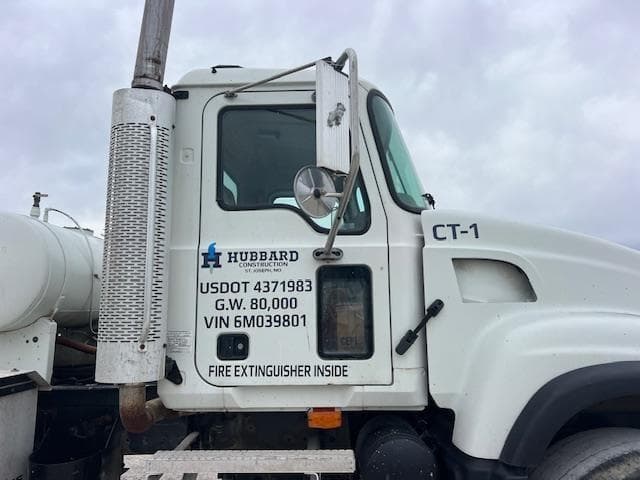 CT-1
HUBBARD
CONSTRUCTION
ST. JOSEPH, MO
USDOT 4371983
G.W. 80,000
VIN 6M039801
FIRE EXTINGUISHER INSIDE